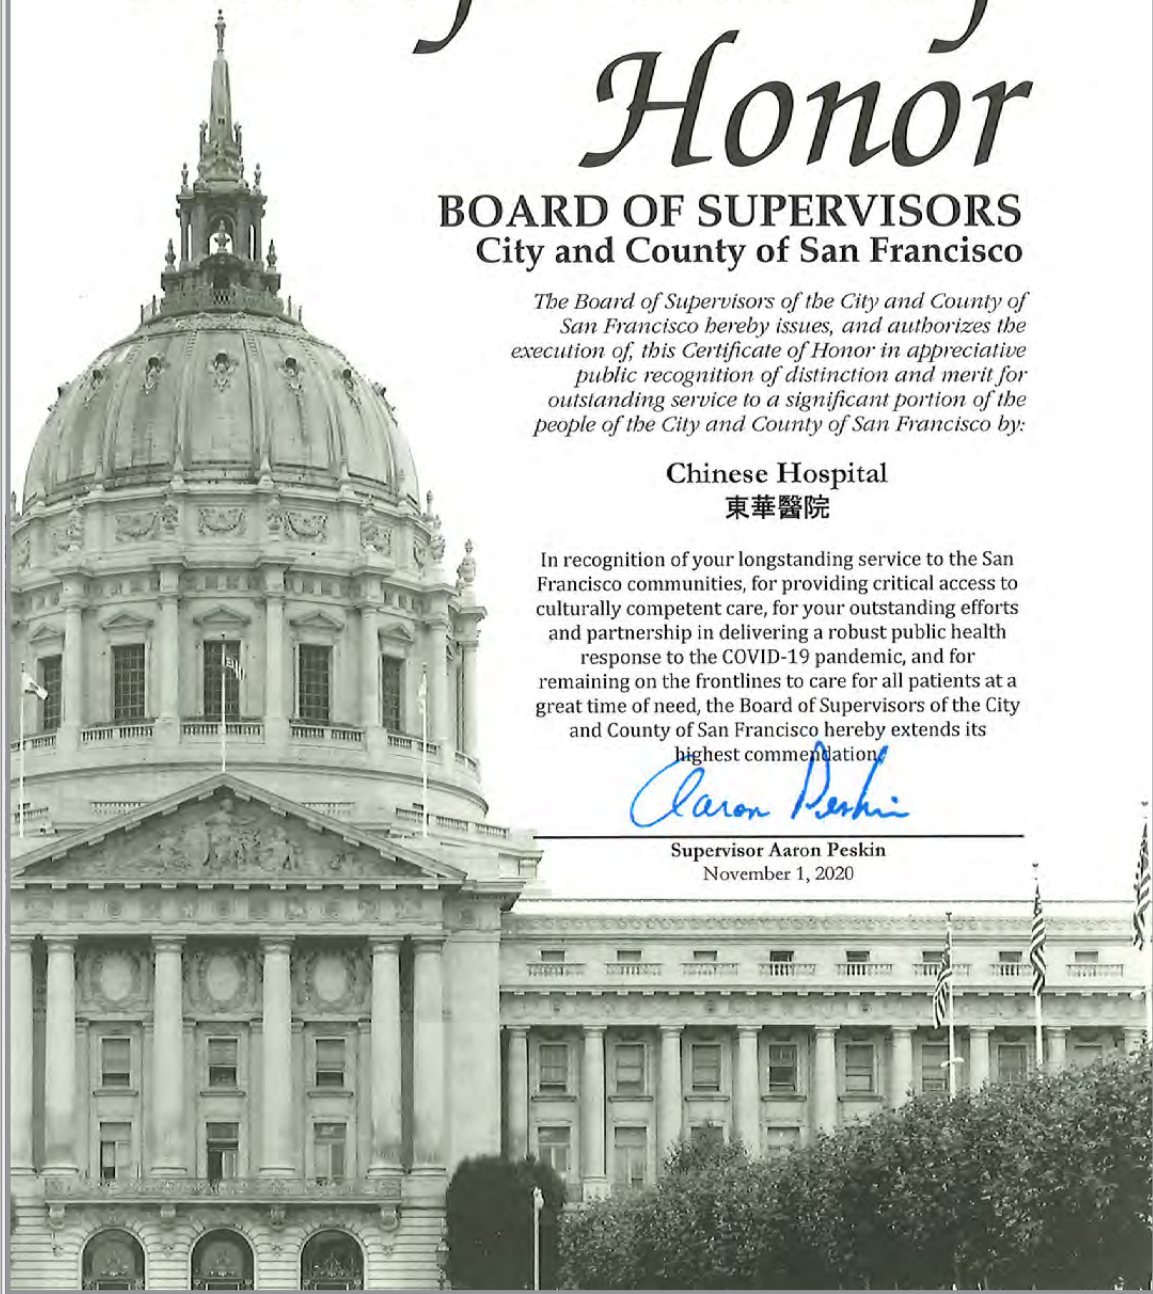 Honor
BOARD OF SUPERVISORS
City and County of San Francisco
The Board of Supervisors of the City and County of
San Francisco hereby issues, and authorizes the
execution of, this Certificate of Honor in appreciative
public recognition of distinction and merit for
outstanding service to a significant portion of the
people of the City and County of San Francisco by:
Chinese Hospital
東華醫院
In recognition of your longstanding service to the San
Francisco communities, for providing critical access to
culturally competent care, for your outstanding efforts
and partnership in delivering a robust public health
response to the COVID-19 pandemic, and for
remaining on the frontlines to care for all patients at a
great time of need, the Board of Supervisors of the City
and County of San Francisco hereby extends its
highest commendation
Aaron Peskin
Supervisor Aaron Peskin
November 1, 2020